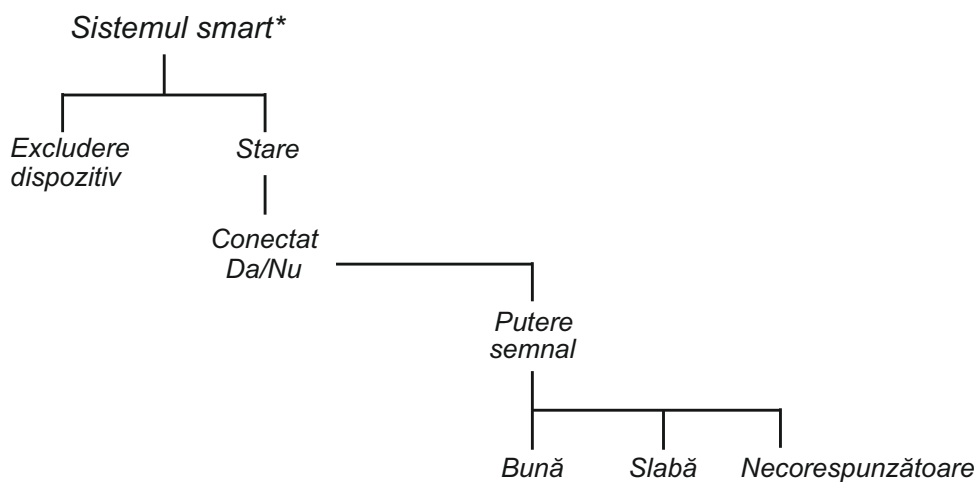 Sistemul smart*
Excludere
dispozitiv
Stare
Conectat
Da/Nu
Putere
semnal
Bună
Slabă
Necorespunzătoare